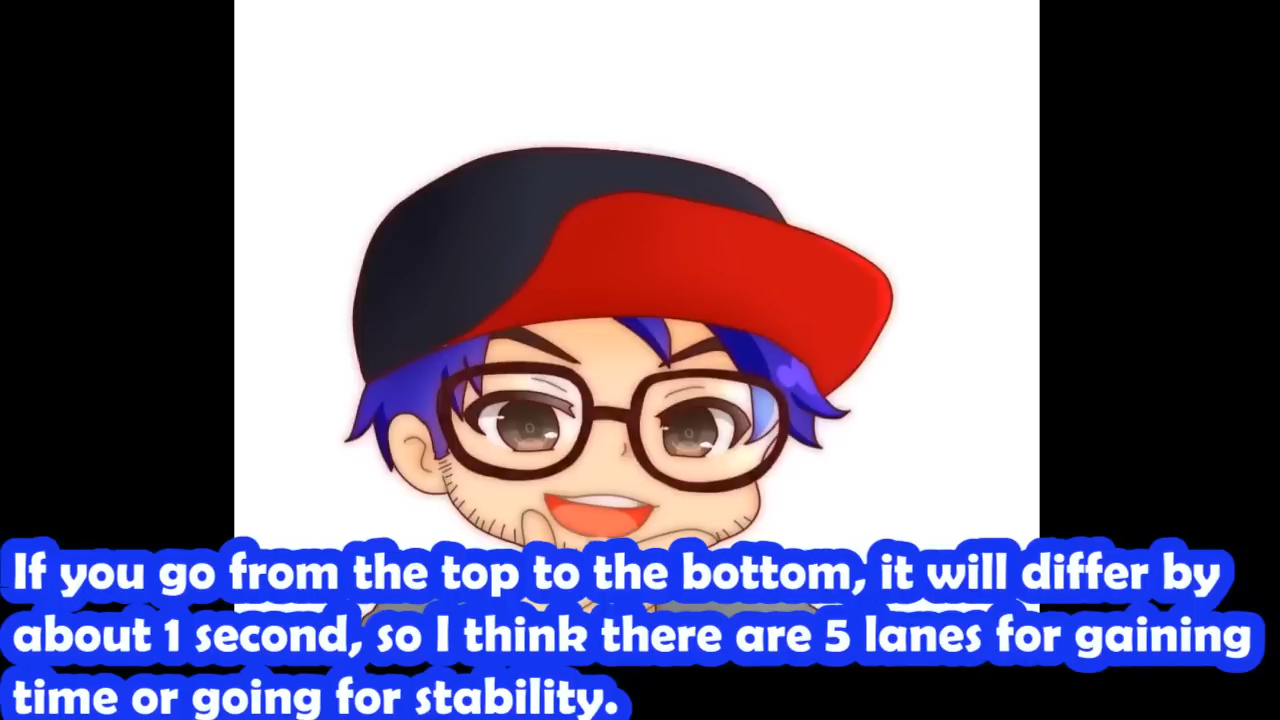 If you go from the top to the bottom, it will differ by
about 1 second, so I think there are 5 lanes for gaining
time or going for stability.